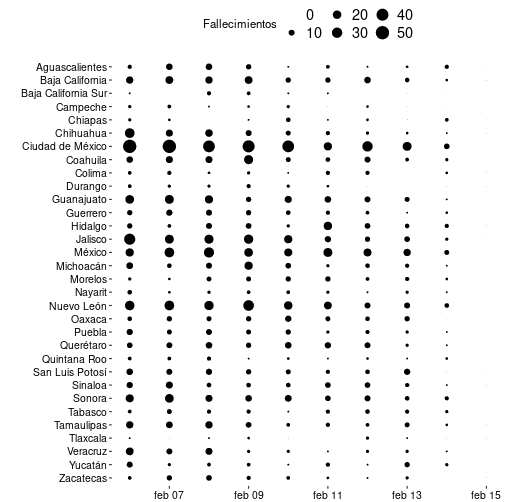 Fallecimientos
0 20 40
10 30 50
Aguascalientes
Baja California
Baja California Sur
Campeche
Chiapas
Chihuahua
Ciudad de México
Coahuila
Colima
Durango
Guanajuato
Guerrero
Hidalgo
Jalisco
México
Michoacán
Morelos
Nayarit
Nuevo León
Oaxaca
Puebla
Querétaro
Quintana Roo
San Luis Potosí
Sinaloa
Sonora
Tabasco
Tamaulipas
Tlaxcala
Veracruz
Yucatán
Zacatecas
feb 07 feb 09 feb 11 feb 13 feb 15